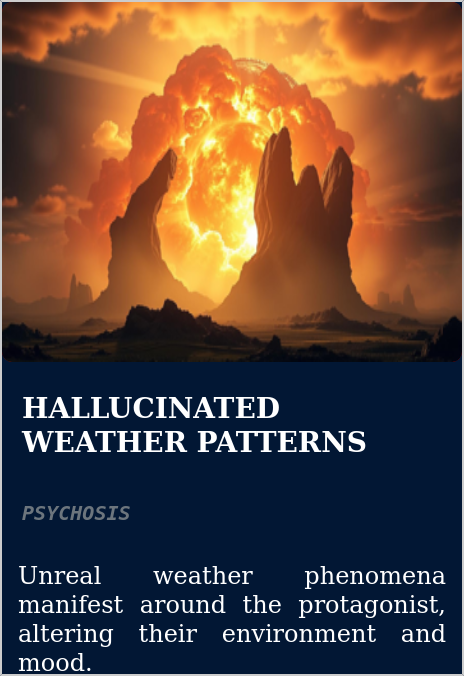 HALLUCINATED
WEATHER PATTERNS
PSYCHOSIS
Unreal weather phenomena
manifest around the protagonist,
altering their environment and
mood.